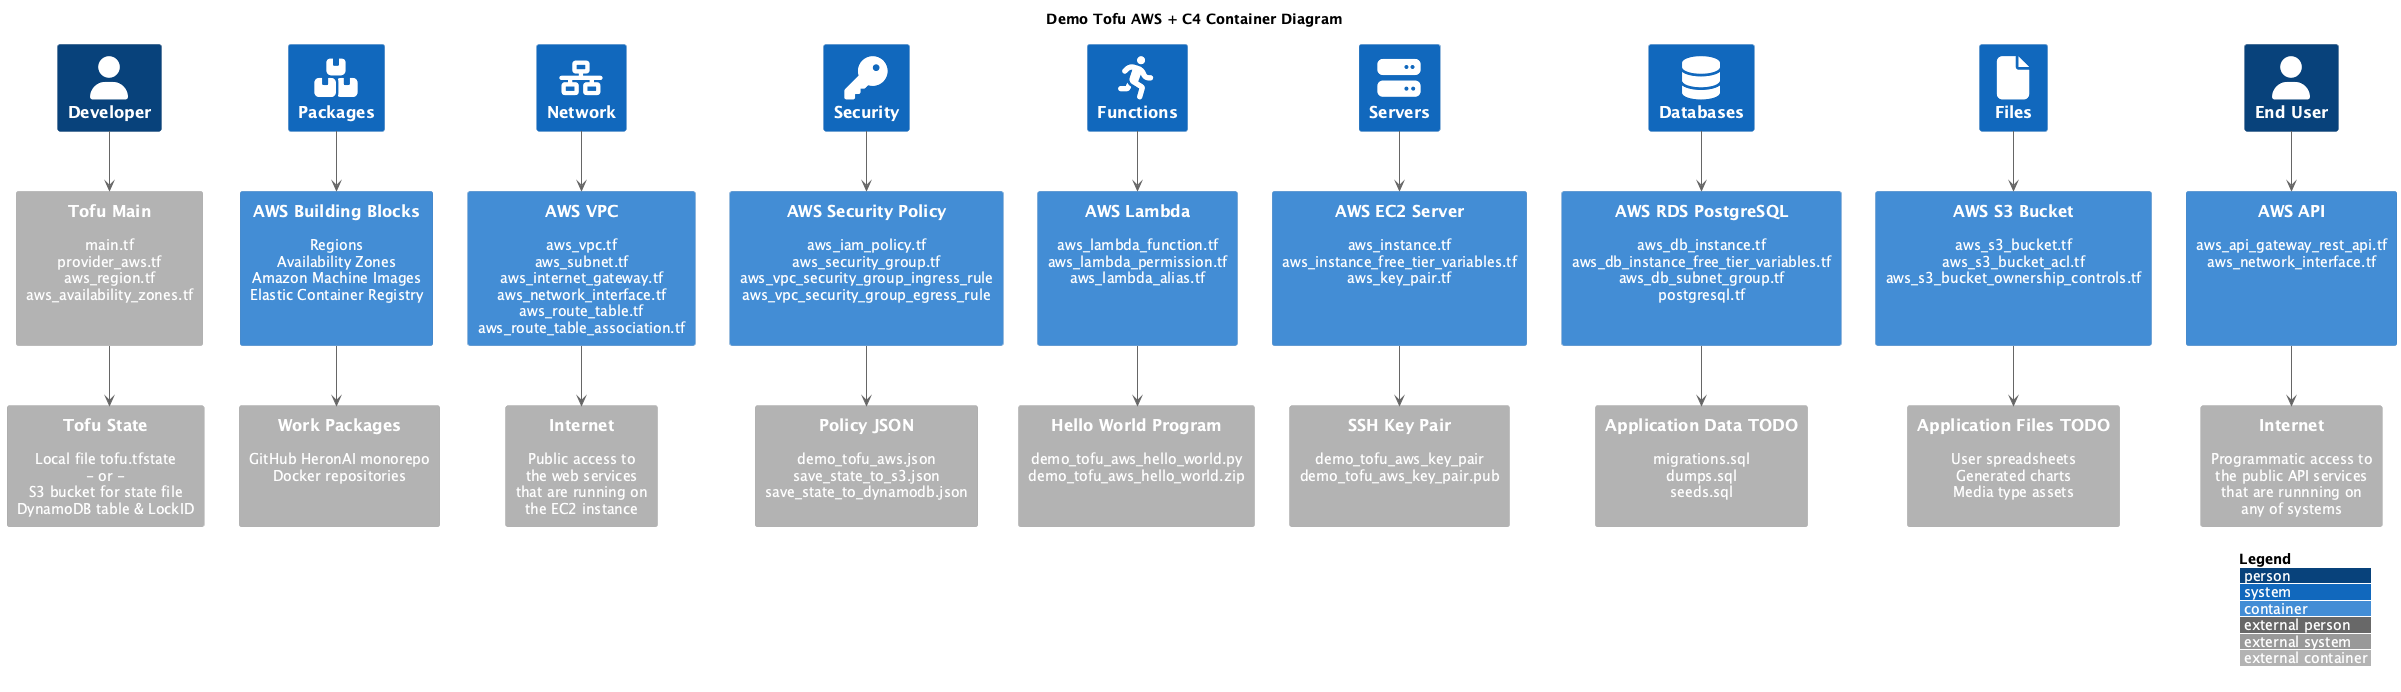 Demo Tofu AWS + C4 Container Diagram
Developer
Packages
Network
Security
Functions
Servers
Databases
Files
End User
Tofu Main
main.tf
provider_aws.tf
aws_region.tf
aws_availability_zones.tf
AWS Building Blocks
Regions
Availability Zones
Amazon Machine Images
Elastic Container Registry
AWS VPC
aws_vpc.tf
aws_subnet.tf
aws_internet_gateway.tf
aws_network_interface.tf
aws_route_table.tf
aws_route_table_association.tf
AWS Security Policy
aws_iam_policy.tf
aws_security_group.tf
aws_vpc_security_group_ingress_rule
aws_vpc_security_group_egress_rule
AWS Lambda
aws_lambda_function.tf
aws_lambda_permission.tf
aws_lambda_alias.tf
AWS EC2 Server
aws_instance.tf
aws_instance_free_tier_variables.tf
aws_key_pair.tf
AWS RDS PostgreSQL
aws_db_instance.tf
aws_db_instance_free_tier_variables.tf
aws_db_subnet_group.tf
postgresql.tf
AWS S3 Bucket
aws_s3_bucket.tf
aws_s3_bucket_acl.tf
aws_s3_bucket_ownership_controls.tf
AWS API
aws_api_gateway_rest_api.tf
aws_network_interface.tf
Tofu State
Local file tofu.tfstate
- or -
S3 bucket for state file
DynamoDB table & LockID
Work Packages
GitHub HeronAI monorepo
Docker repositories
Internet
Public access to
the web services
that are running on
the EC2 instance
Policy JSON
demo_tofu_aws.json
save_state_to_s3.json
save_state_to_dynamodb.json
Hello World Program
demo_tofu_aws_hello_world.py
demo_tofu_aws_hello_world.zip
SSH Key Pair
demo_tofu_aws_key_pair
demo_tofu_aws_key_pair.pub
Application Data TODO
migrations.sql
dumps.sql
seeds.sql
Application Files TODO
User spreadsheets
Generated charts
Media type assets
Internet
Programmatic access to
the public API services
that are runnning on
any of systems
Legend
person
system
container
external person
external system
external container